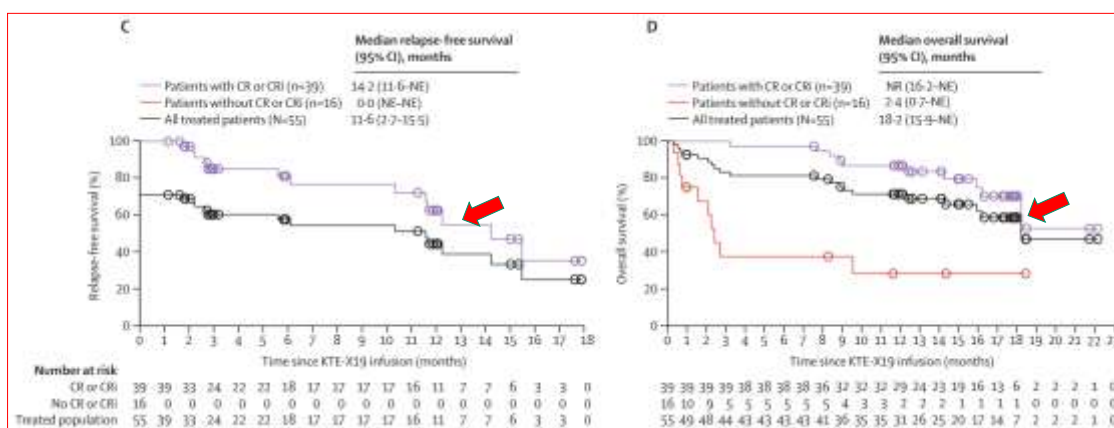 C
Median relapse-free survival
(95% CI), months
Patients with CR or CRi (n=39) 14·2 (11·6–NE)
Patients without CR or CRi (n=16) 0·0 (NE–NE)
All treated patients (N=55) 11·6 (2·7–15·5)
100
80
60
40
20
0
Relapse-free survival (%)
0 1 2 3 4 5 6 7 8 9 10 11 12 13 14 15 16 17 18
Time since KTE-X19 infusion (months)
Number at risk
CR or CRi 39 39 33 24 22 22 18 17 17 17 17 16 11 7 7 6 3 3 0
No CR or CRi 16 0 0 0 0 0 0 0 0 0 0 0 0 0 0 0 0 0 0
Treated population 55 39 33 24 22 22 18 17 17 17 17 16 11 7 7 6 3 3 0
D
Median overall survival
(95% CI), months
Patients with CR or CRi (n=39) NR (16·2–NE)
Patients without CR or CRi (n=16) 2·4 (0·7–NE)
All treated patients (N=55) 18·2 (15·9–NE)
100
80
60
40
20
0
Overall survival (%)
0 1 2 3 4 5 6 7 8 9 10 11 12 13 14 15 16 17 18 19 20 21 22
Time since KTE-X19 infusion (months)
39 39 39 39 38 38 38 38 36 32 32 32 29 24 23 19 16 13 6 2 2 2 1 0
16 10 9 5 5 5 5 5 5 4 3 3 2 2 2 1 1 1 1 0 0 0 0 0
55 49 48 44 43 43 43 43 41 36 35 35 31 26 25 20 17 14 7 2 2 2 1 0